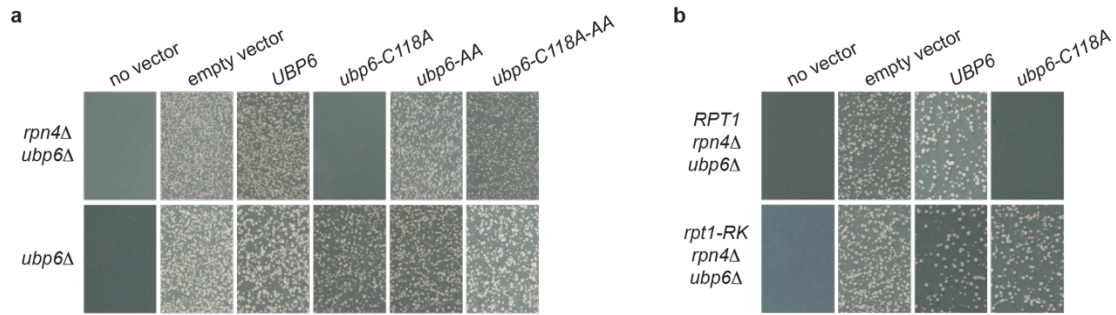 a
no vector
empty vector
UBP6
ubp6-C118A
ubp6-AA
ubp6-C118A-AA
rpn4Δ
ubp6Δ
ubp6Δ
b
no vector
empty vector
UBP6
ubp6-C118A
RPT1
rpn4Δ
ubp6Δ
rpt1-RK
rpn4Δ
ubp6Δ